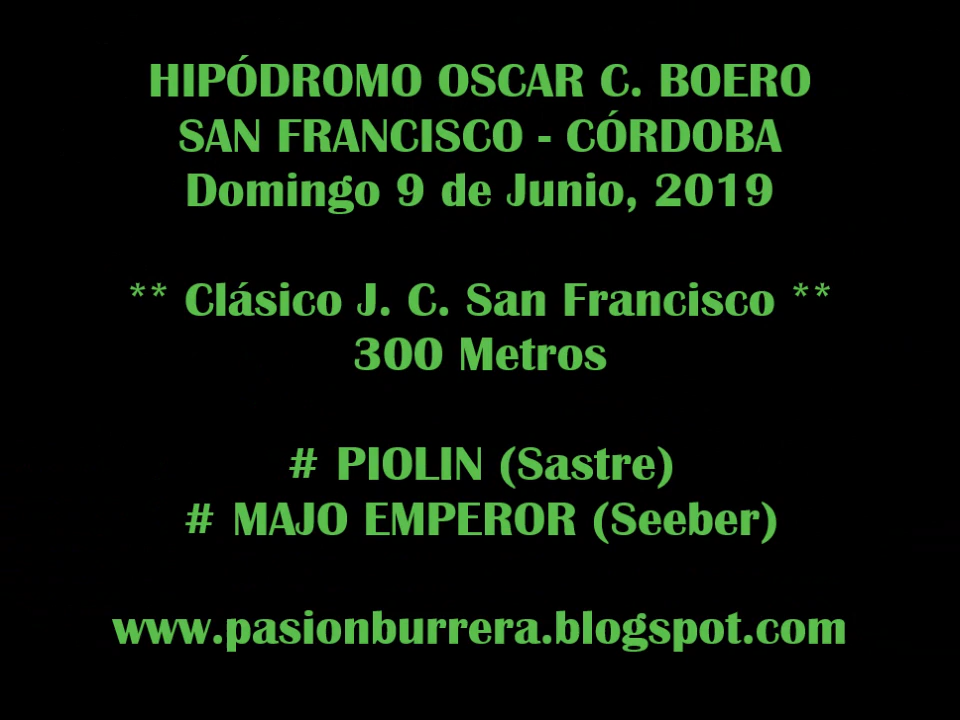 HIPÓDROMO OSCAR C. BOERO
SAN FRANCISCO - CÓRDOBA
Domingo 9 de Junio, 2019
** Clásico J. C. San Francisco **
300 Metros
# PIOLIN (Sastre)
# MAJO EMPEROR (Seeber)
www.pasionburrera.blogspot.com